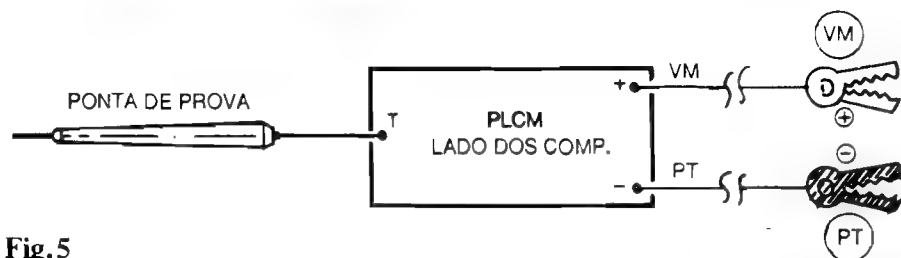 VM
PONTA DE PROVA
T
PLCM
LADO DOS COMP.
+
VM
D
⊕
⊖
-
PT
PT
Fig.5